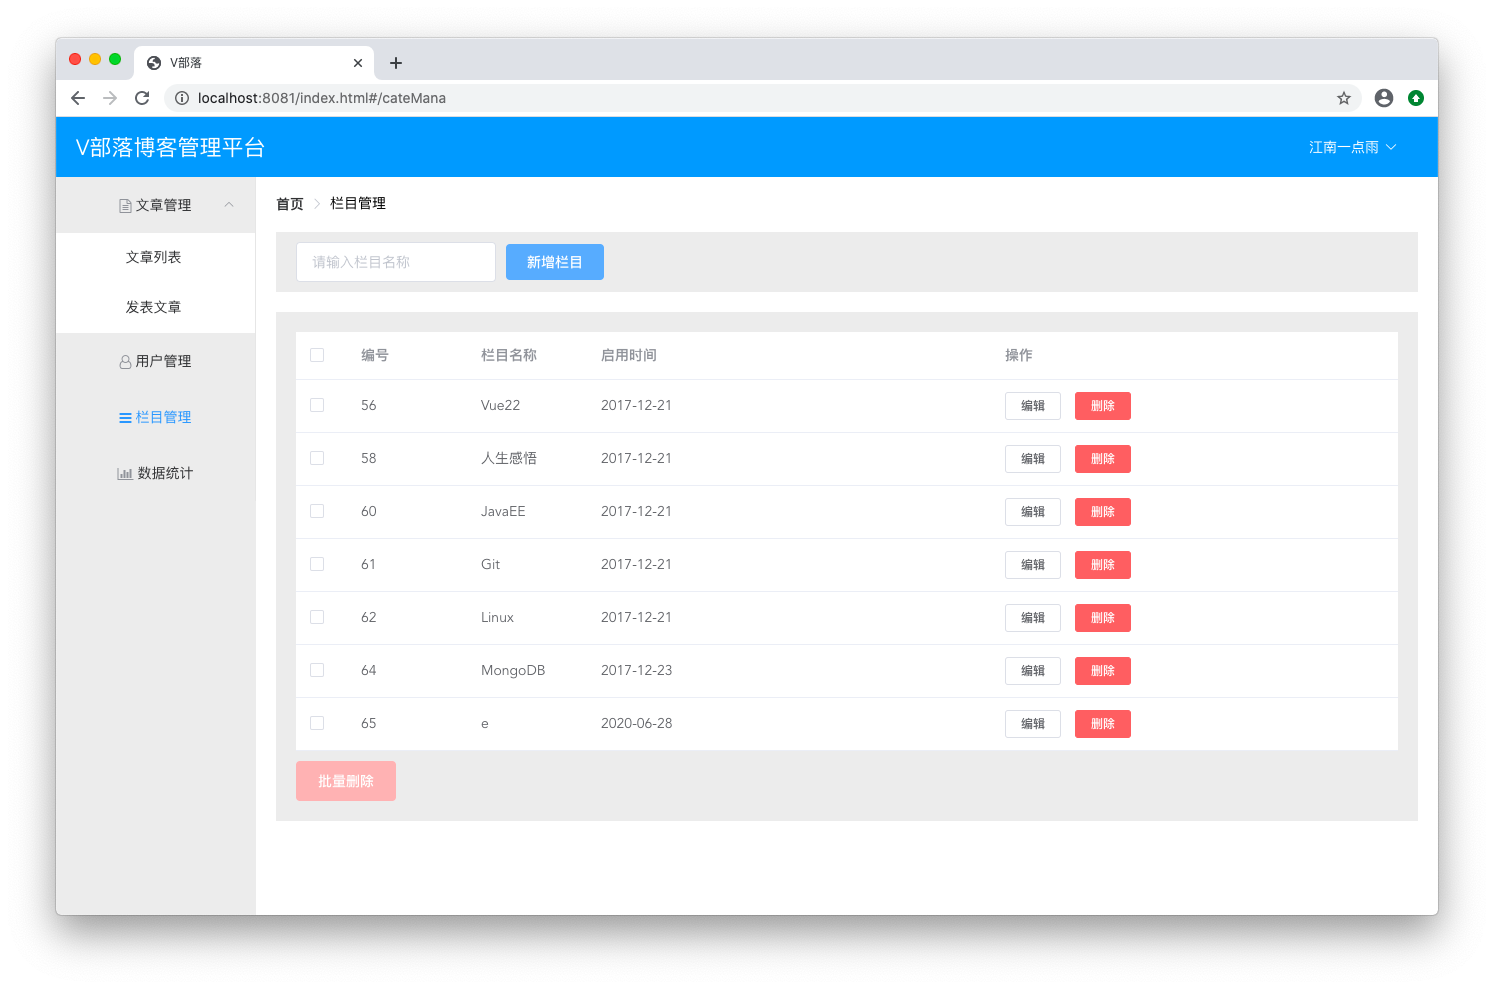 V部落
localhost:8081/index.html#/cateMana
V部落博客管理平台
江南一点雨
文章管理
文章列表
发表文章
用户管理
栏目管理
数据统计
首页 栏目管理
请输入栏目名称 新增栏目
编号 栏目名称 启用时间 操作
56 Vue22 2017-12-21 编辑 删除
58 人生感悟 2017-12-21 编辑 删除
60 JavaEE 2017-12-21 编辑 删除
61 Git 2017-12-21 编辑 删除
62 Linux 2017-12-21 编辑 删除
64 MongoDB 2017-12-23 编辑 删除
65 e 2020-06-28 编辑 删除
批量删除